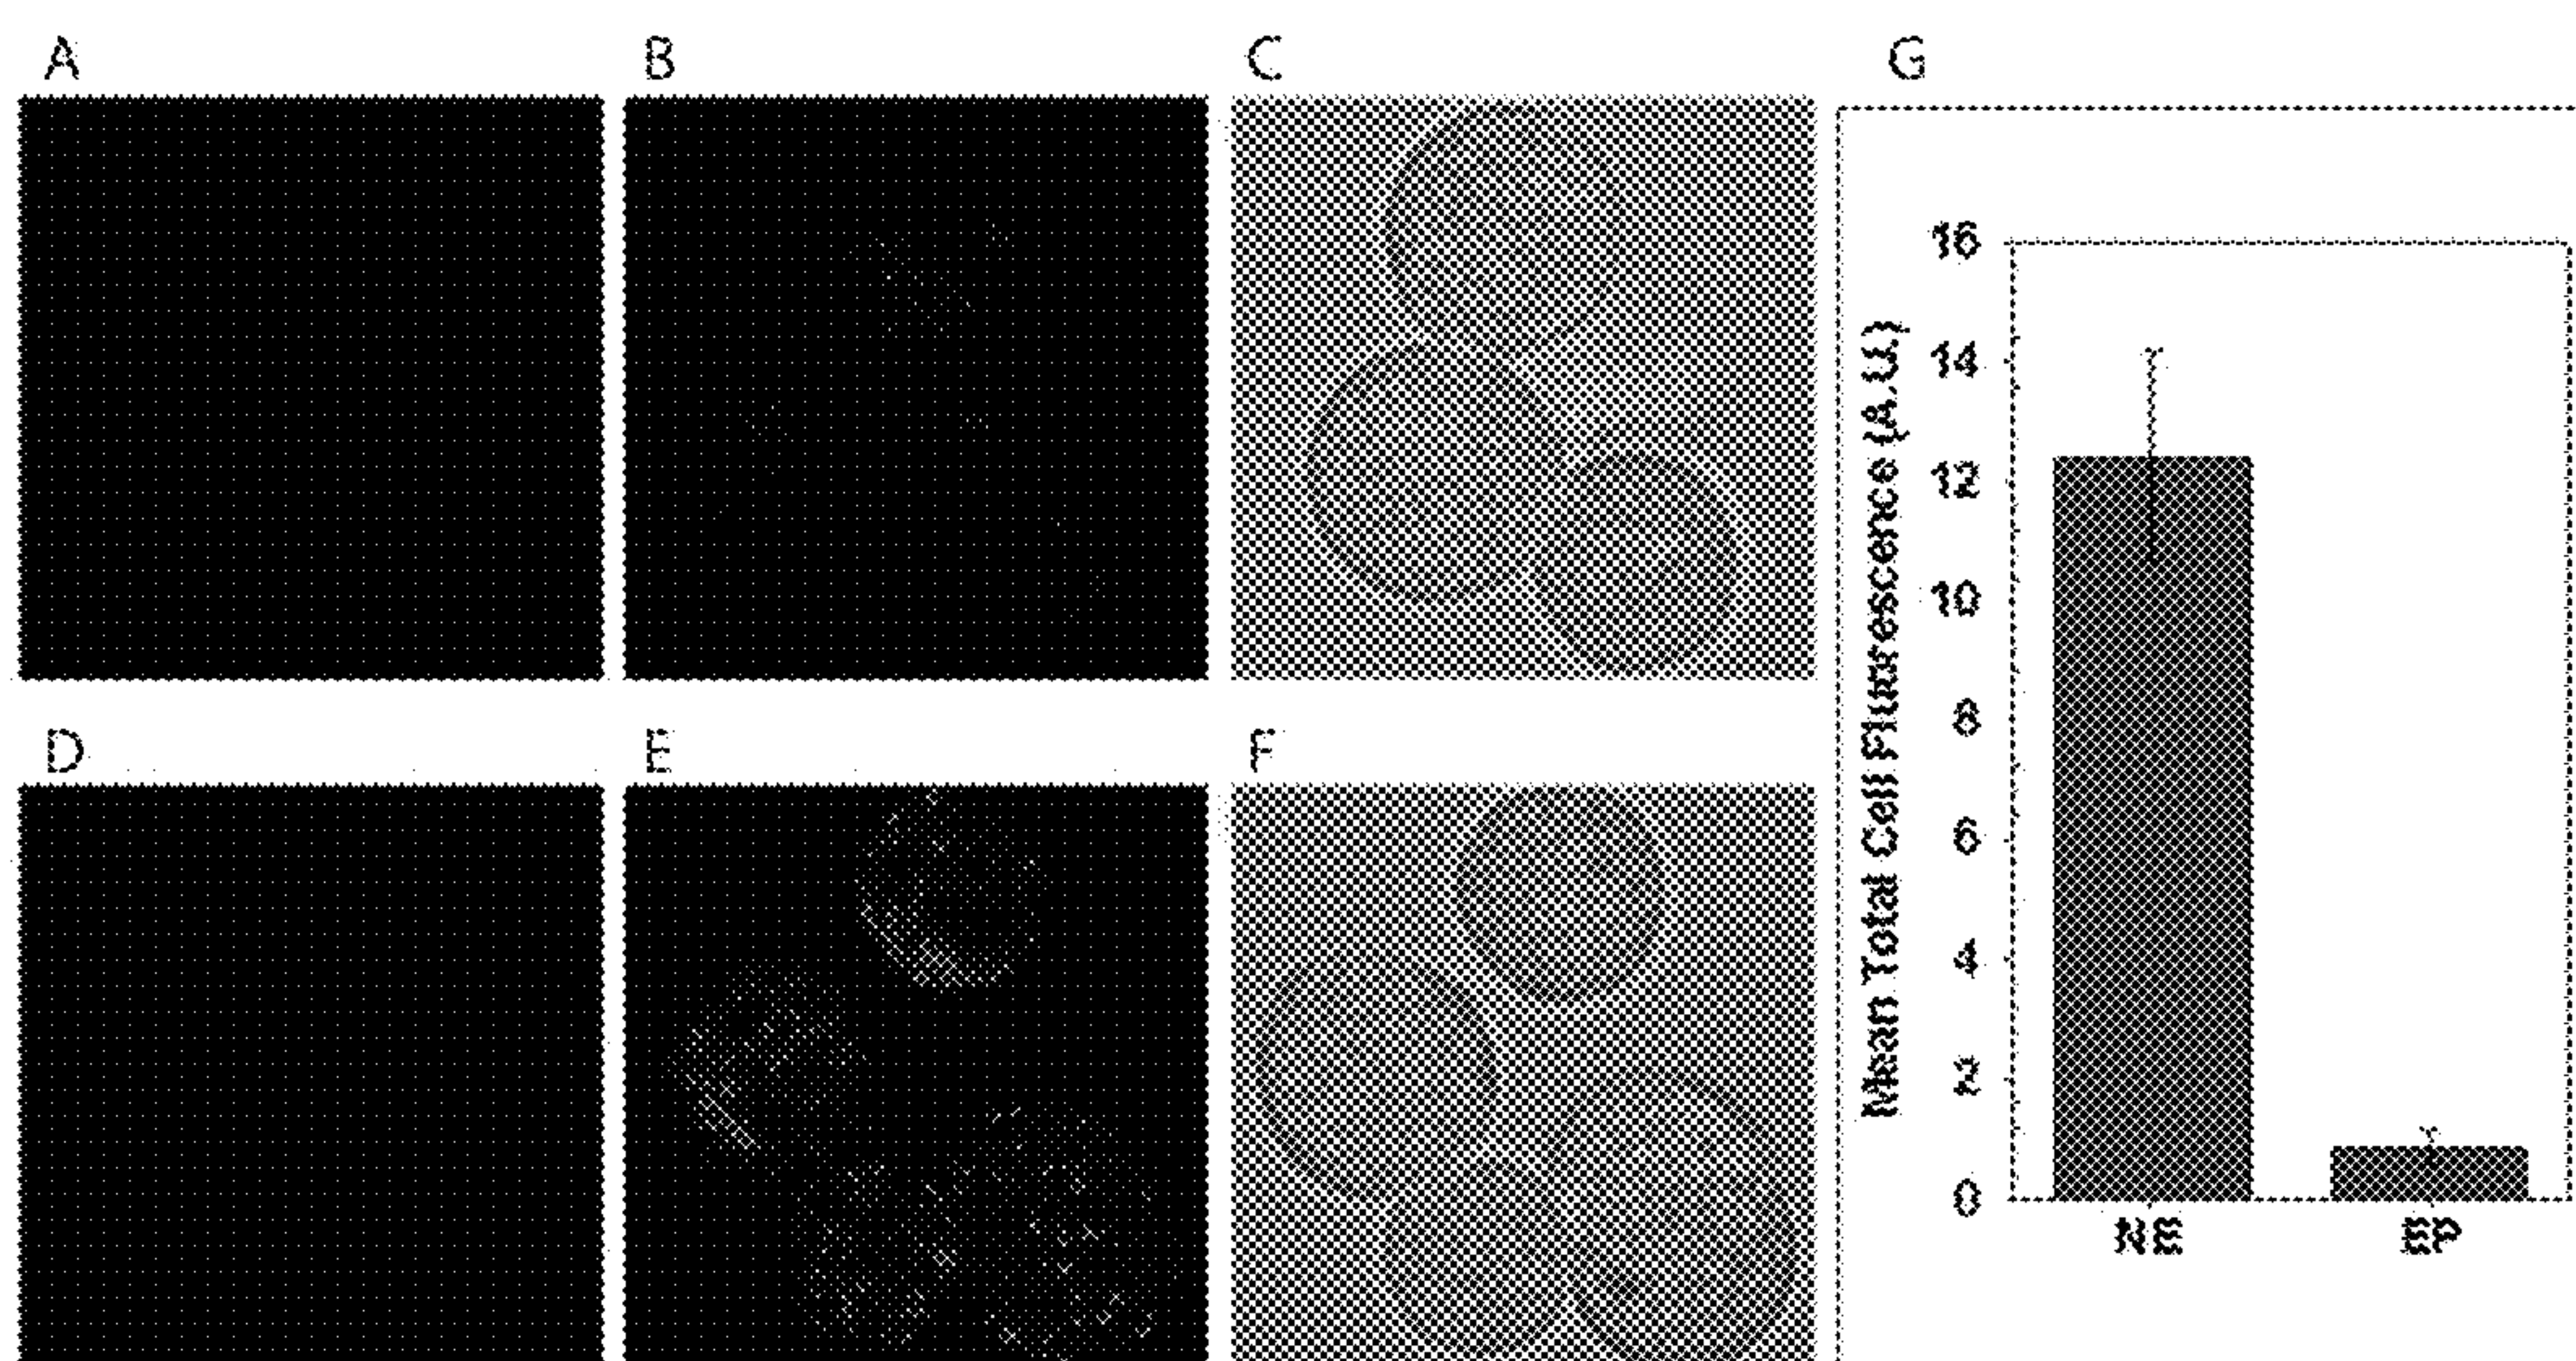 A
B
C
G
D
E
F
Mean Total Cell Fluorescence (A.U.)
16
14
12
10
8
6
4
2
0
NE
EP